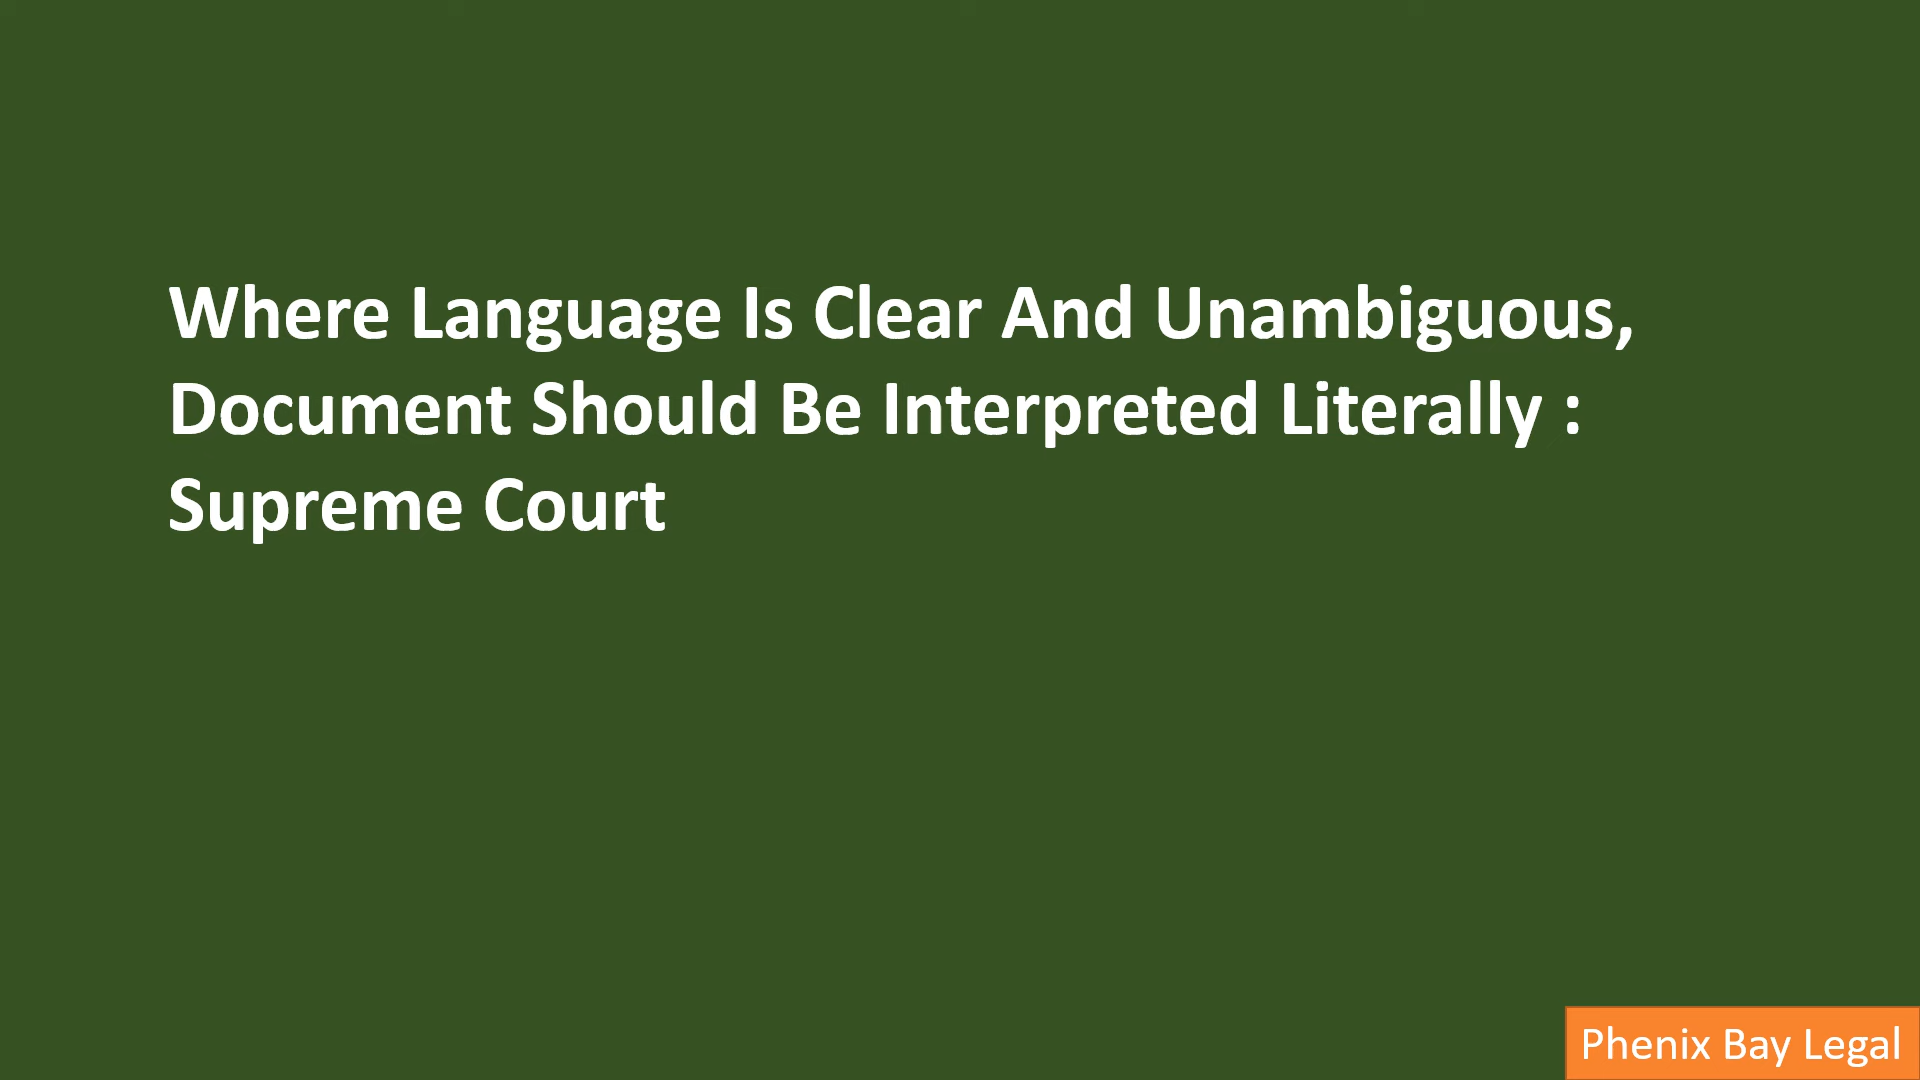 Where Language Is Clear And Unambiguous,
Document Should Be Interpreted Literally :
Supreme Court
Phenix Bay Legal